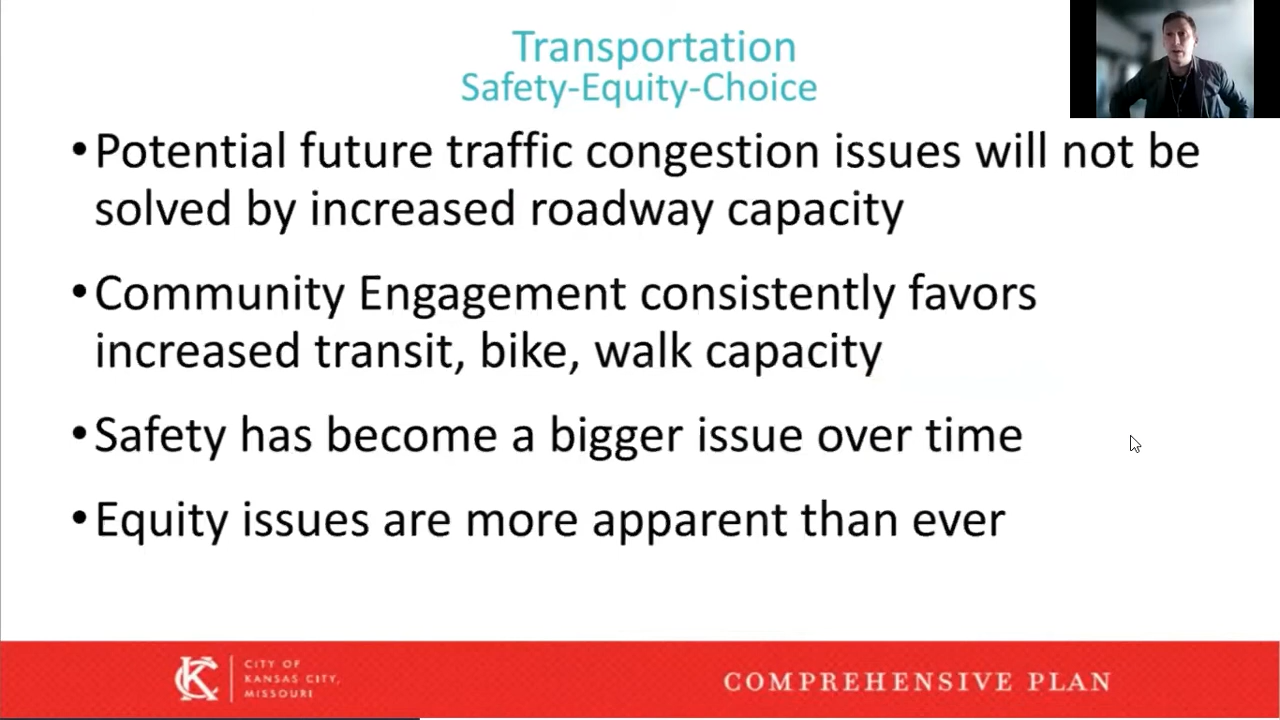 Transportation
Safety-Equity-Choice
•Potential future traffic congestion issues will not be
solved by increased roadway capacity
•Community Engagement consistently favors
increased transit, bike, walk capacity
•Safety has become a bigger issue over time
•Equity issues are more apparent than ever
KC
CITY OF
KANSAS CITY,
MISSOURI
COMPREHENSIVE PLAN